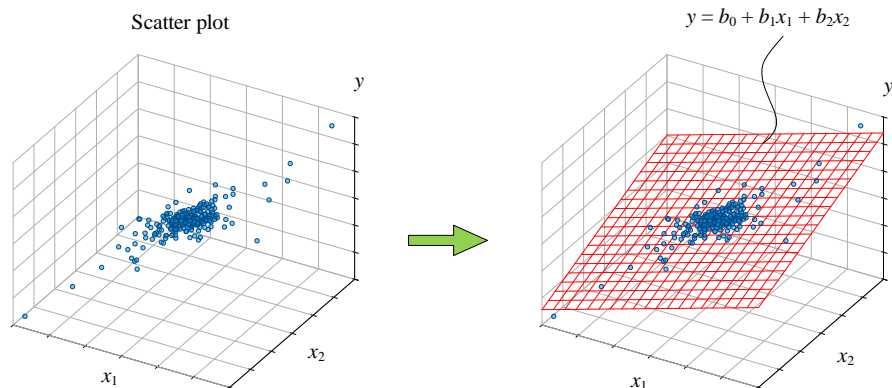 Scatter plot
y
x₁
x₂
y = b₀ + b₁x₁ + b₂x₂
y
x₁
x₂